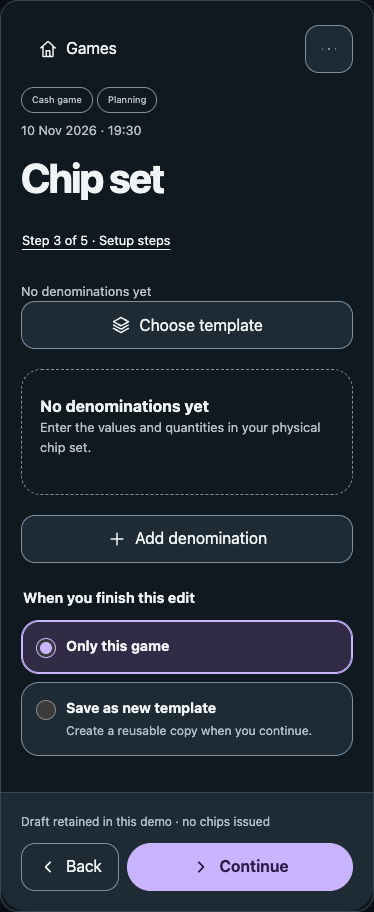 Games
...
Cash game
Planning
10 Nov 2026 · 19:30
Chip set
Step 3 of 5 · Setup steps
No denominations yet
Choose template
No denominations yet
Enter the values and quantities in your physical
chip set.
Add denomination
When you finish this edit
Only this game
Save as new template
Create a reusable copy when you continue.
Draft retained in this demo · no chips issued
Back
Continue